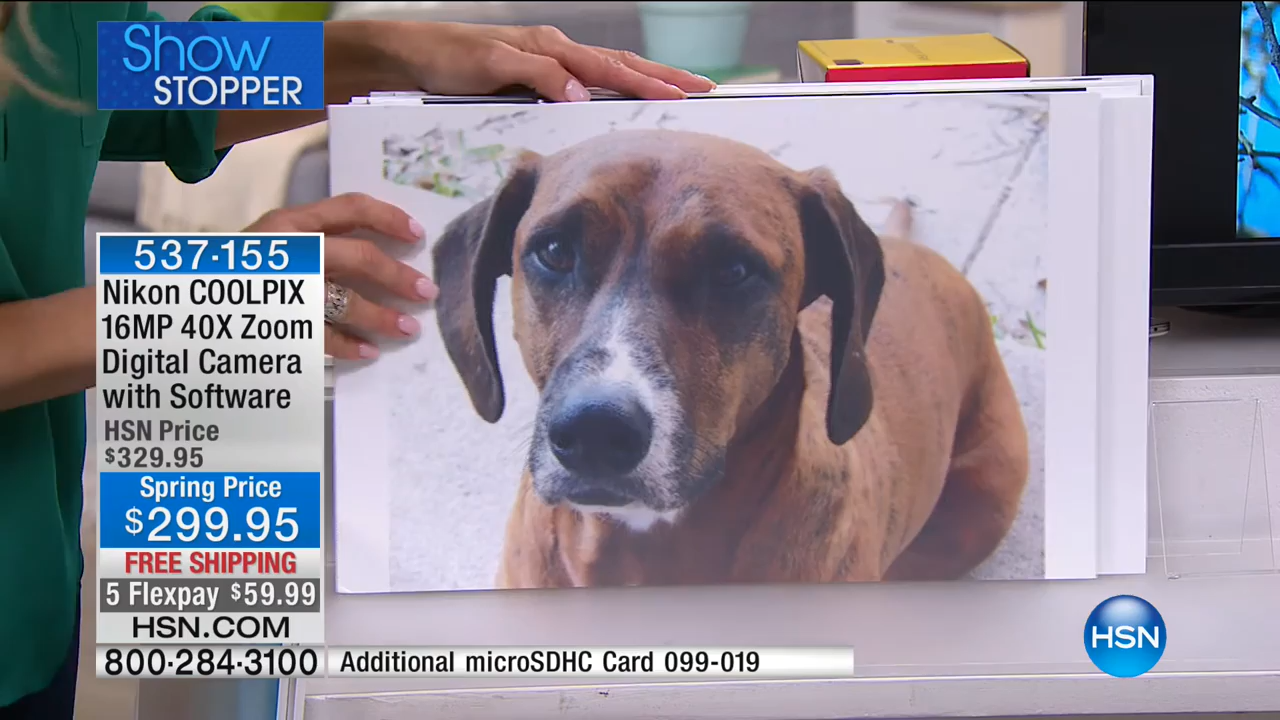 Show
STOPPER
537·155
Nikon COOLPIX
16MP 40X Zoom
Digital Camera
with Software
HSN Price
$329.95
Spring Price
$299.95
FREE SHIPPING
5 Flexpay $59.99
HSN.COM
800·284·3100
Additional microSDHC Card 099-019
HSN